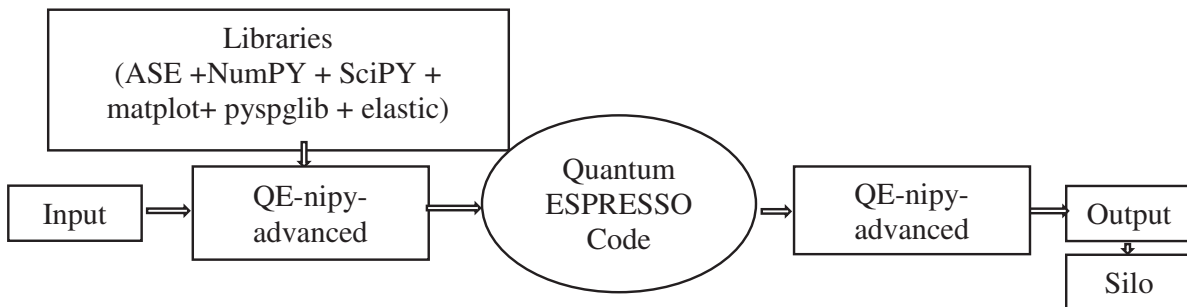 Libraries
(ASE +NumPY + SciPY +
matplot+ pyspglib + elastic)
Input
QE-nipy-
advanced
Quantum
ESPRESSO
Code
QE-nipy-
advanced
Output
Silo